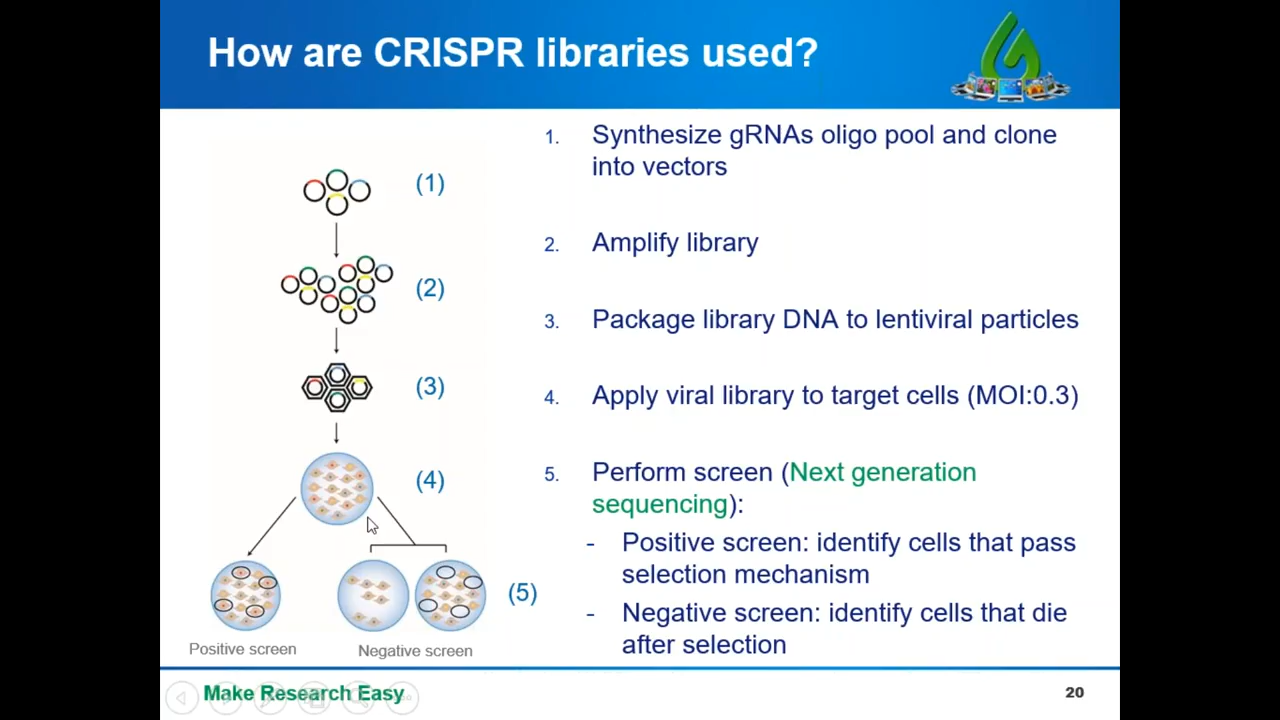 How are CRISPR libraries used?
(1)
(2)
(3)
(4)
(5)
Positive screen
Negative screen
1. Synthesize gRNAs oligo pool and clone
into vectors
2. Amplify library
3. Package library DNA to lentiviral particles
4. Apply viral library to target cells (MOI:0.3)
5. Perform screen (Next generation
sequencing):
- Positive screen: identify cells that pass
selection mechanism
- Negative screen: identify cells that die
after selection
Make Research Easy
20